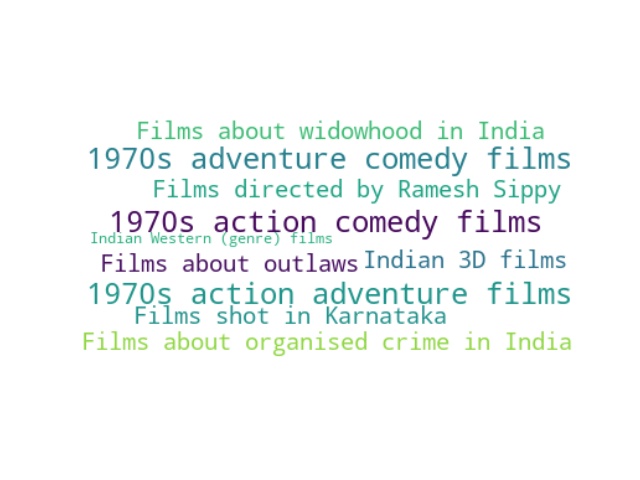 Films about widowhood in India
1970s adventure comedy films
Films directed by Ramesh Sippy
1970s action comedy films
Indian Western (genre) films
Films about outlaws
Indian 3D films
1970s action adventure films
Films shot in Karnataka
Films about organised crime in India